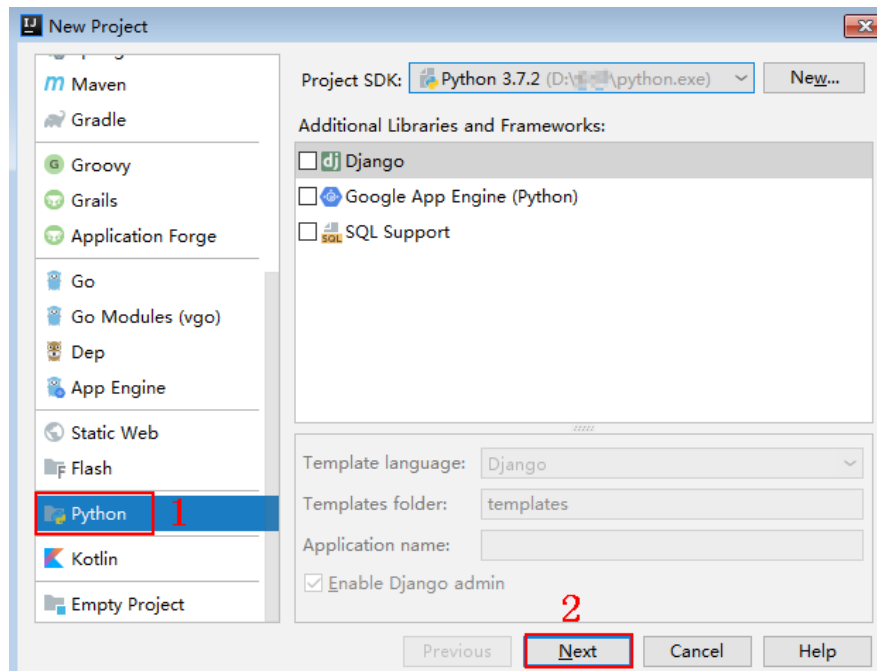 New Project
Maven
Gradle
Groovy
Grails
Application Forge
Go
Go Modules (vgo)
Dep
App Engine
Static Web
Flash
Python
1
Kotlin
Empty Project
Project SDK: Python 3.7.2 (D:\ \python.exe) New...
Additional Libraries and Frameworks:
Django
Google App Engine (Python)
SQL Support
Template language: Django
Templates folder: templates
Application name:
Enable Django admin
2
Previous Next Cancel Help